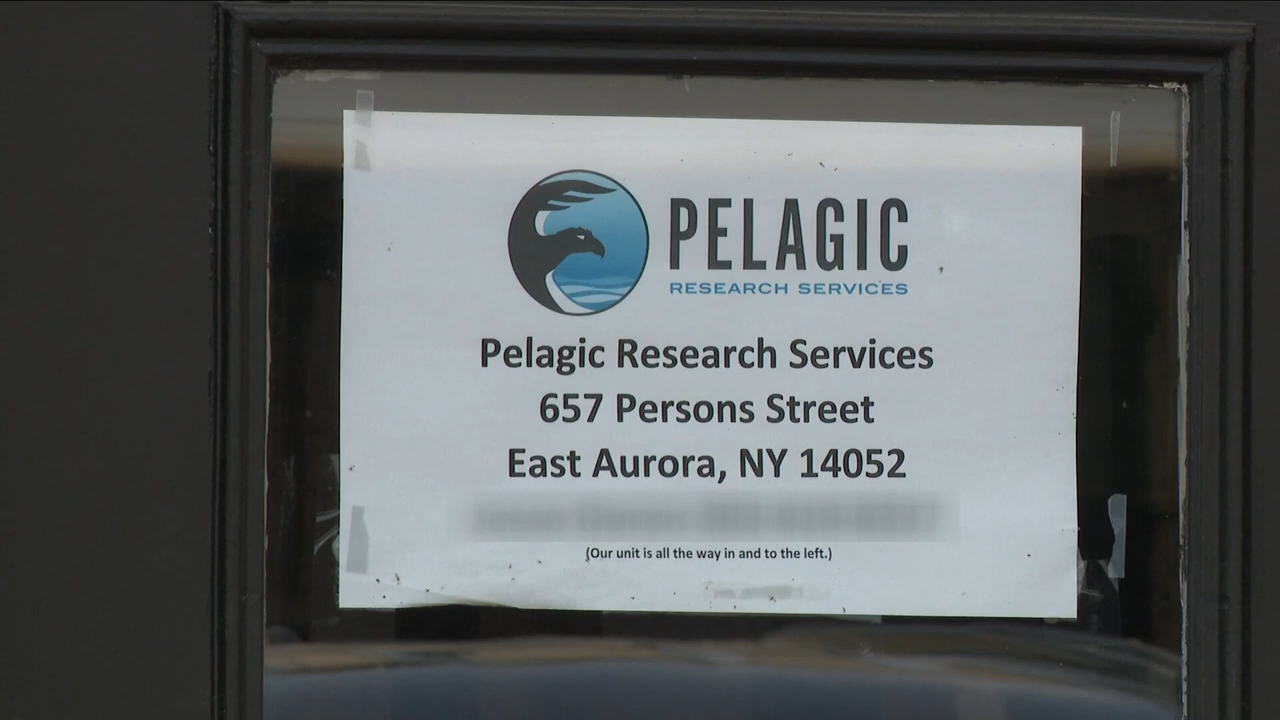 PELAGIC
RESEARCH SERVICES
Pelagic Research Services
657 Persons Street
East Aurora, NY 14052
(Our unit is all the way in and to the left.)